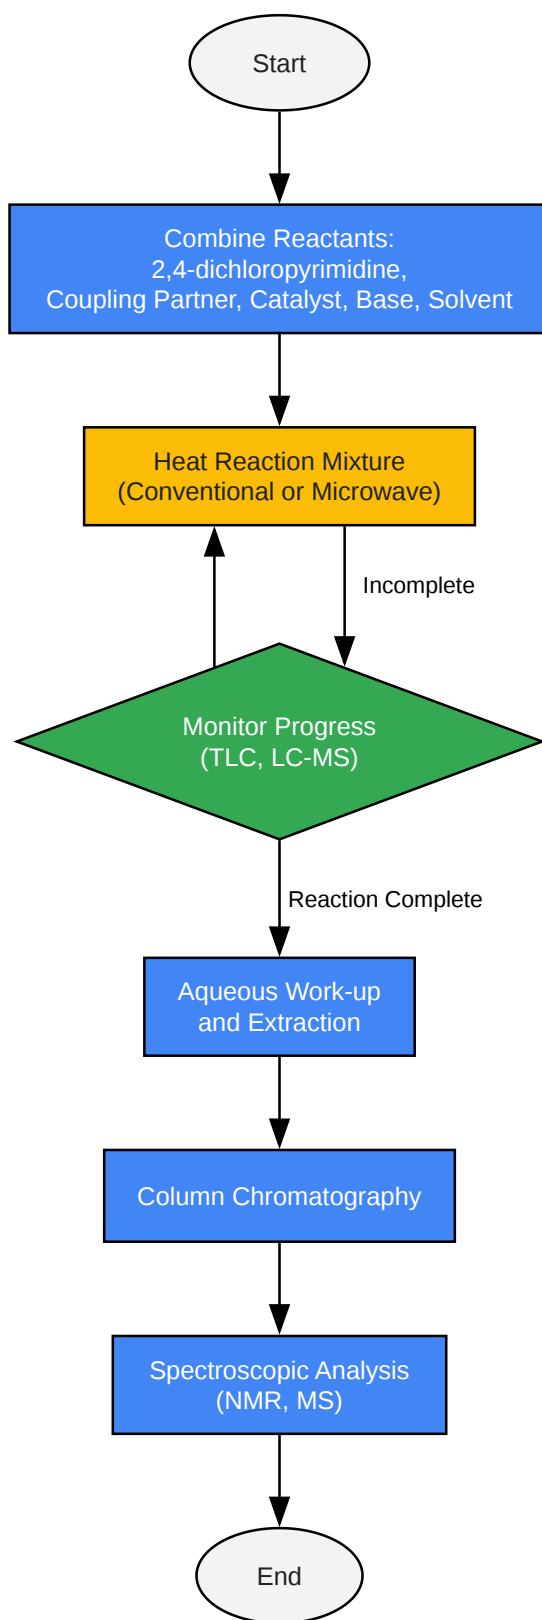 Start
Combine Reactants:
2,4-dichloropyrimidine,
Coupling Partner, Catalyst, Base, Solvent
Heat Reaction Mixture
(Conventional or Microwave)
Incomplete
Monitor Progress
(TLC, LC-MS)
Reaction Complete
Aqueous Work-up
and Extraction
Column Chromatography
Spectroscopic Analysis
(NMR, MS)
End